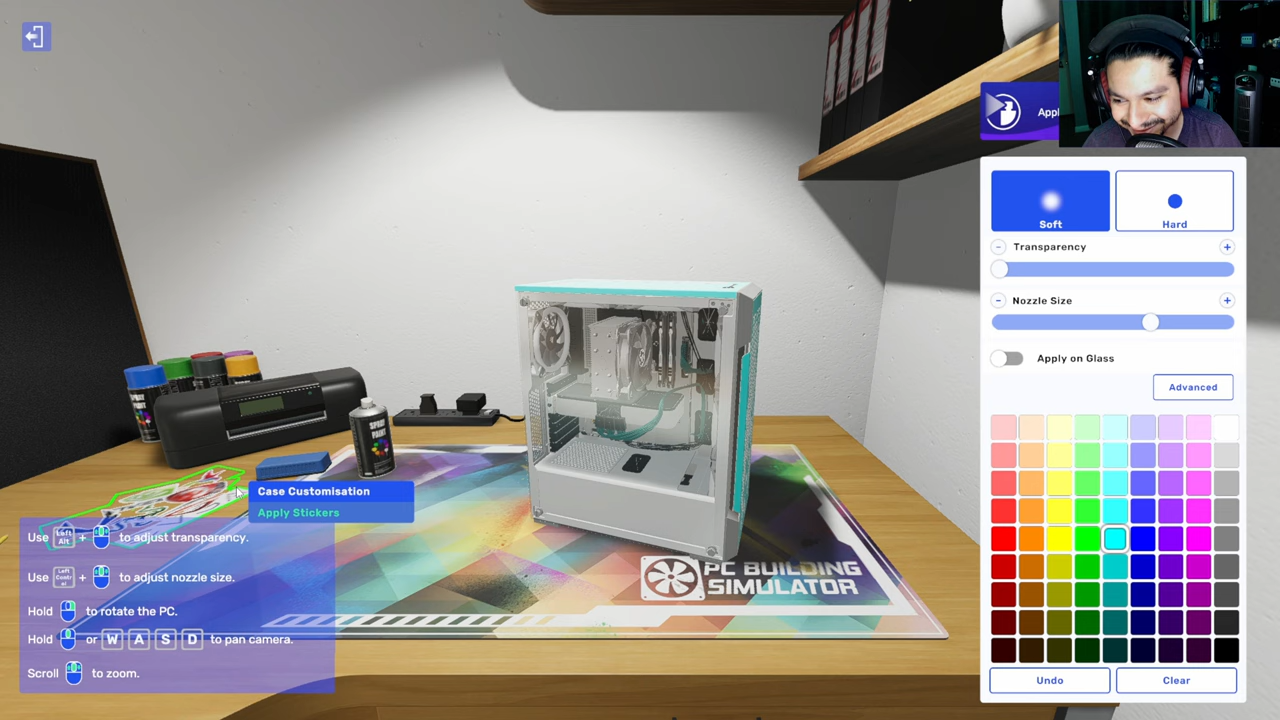 Appl
Soft
Hard
Transparency
Nozzle Size
Apply on Glass
Advanced
SPRAY
PAINT
Case Customisation
Apply Stickers
Use Left Alt + to adjust transparency.
Use Left Control + to adjust nozzle size.
Hold to rotate the PC.
Hold or W A S D to pan camera.
Scroll to zoom.
PC BUILDING
SIMULATOR
Undo
Clear